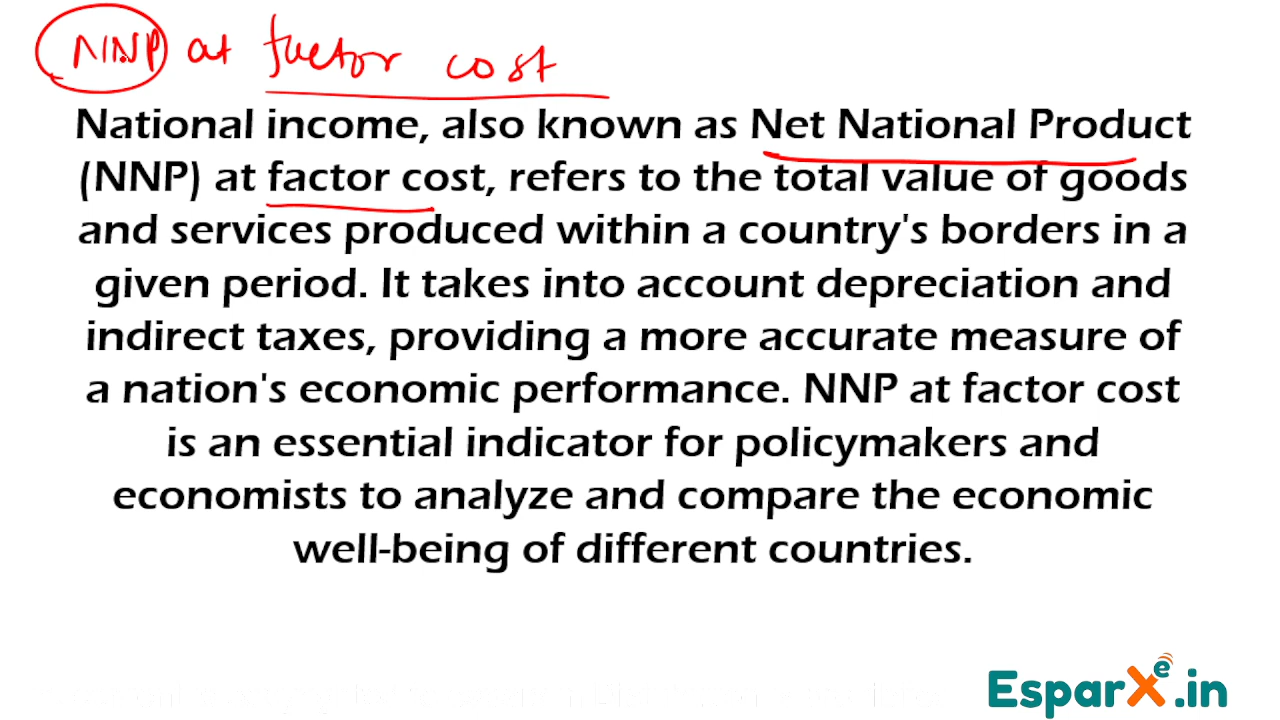 NNP at factor cost
National income, also known as Net National Product
(NNP) at factor cost, refers to the total value of goods
and services produced within a country's borders in a
given period. It takes into account depreciation and
indirect taxes, providing a more accurate measure of
a nation's economic performance. NNP at factor cost
is an essential indicator for policymakers and
economists to analyze and compare the economic
well-being of different countries.
EsparXe.in